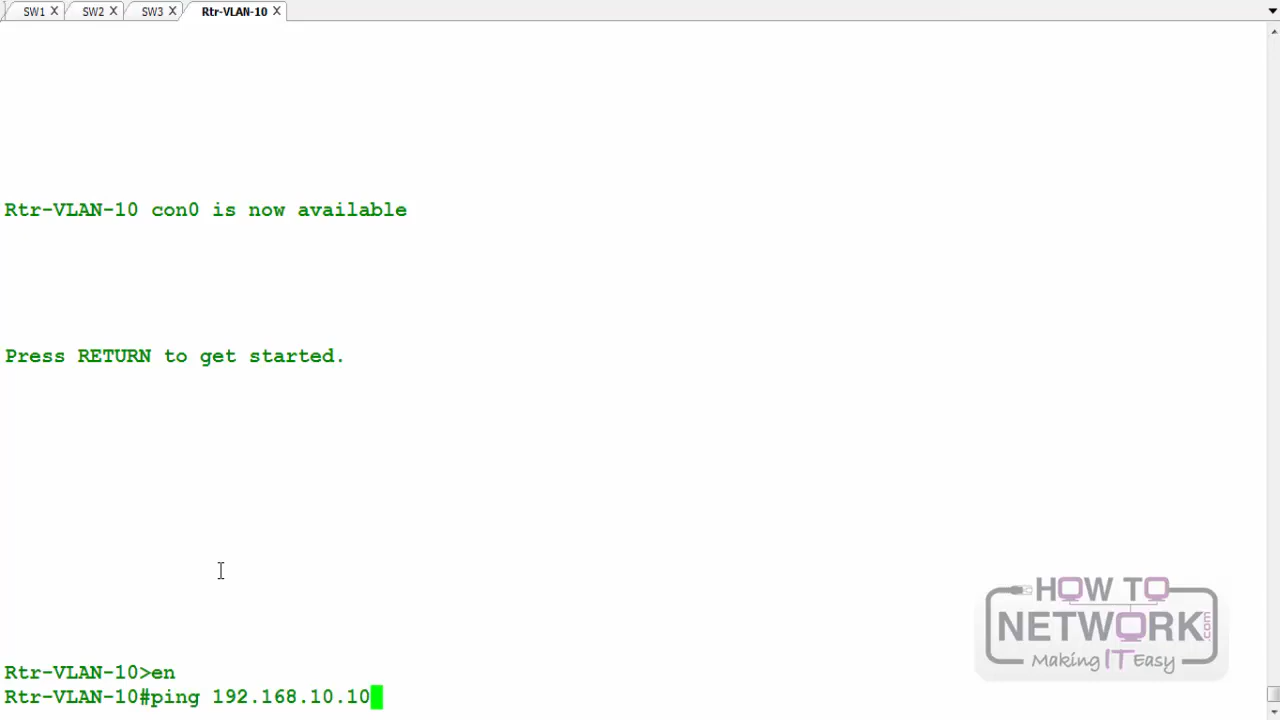 SW1 X SW2 X SW3 X Rtr-VLAN-10 X
Rtr-VLAN-10 con0 is now available
Press RETURN to get started.
Rtr-VLAN-10>en
Rtr-VLAN-10#ping 192.168.10.10
HOW TO
NETWORK.com
Making IT Easy